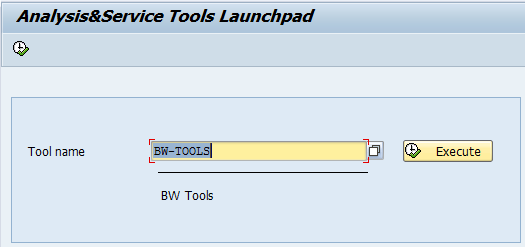 Analysis&Service Tools Launchpad
Tool name
BW-TOOLS
Execute
BW Tools